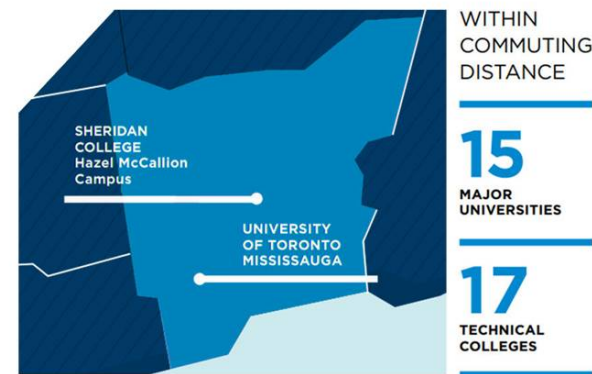 SHERIDAN
COLLEGE
Hazel McCallion
Campus
UNIVERSITY
OF TORONTO
MISSISSAUGA
WITHIN
COMMUTING
DISTANCE
15
MAJOR
UNIVERSITIES
17
TECHNICAL
COLLEGES